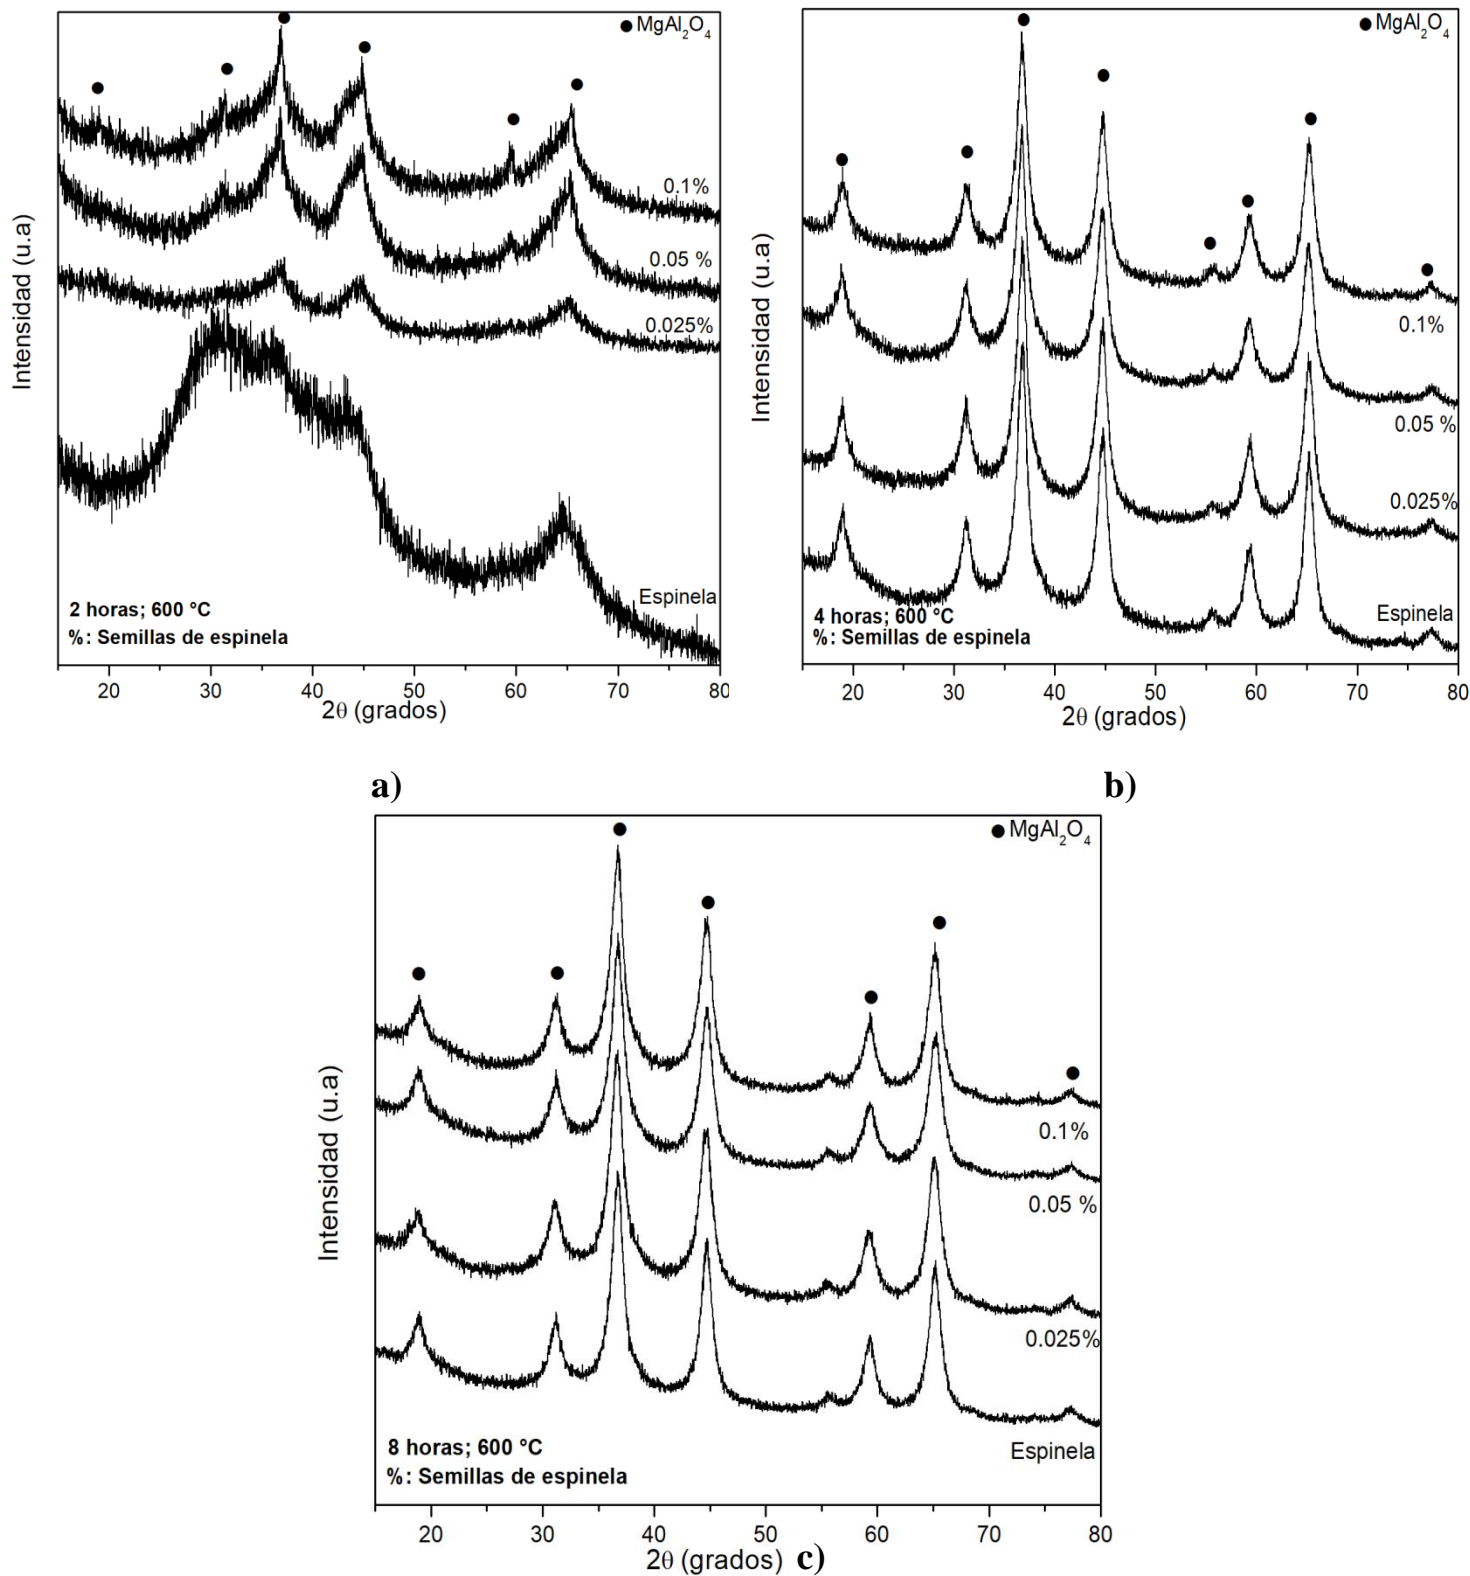 ● MgAl₂O₄
Intensidad (u.a)
0.1%
0.05 %
0.025%
Espinela
2 horas; 600 °C
%: Semillas de espinela
20 30 40 50 60 70 80
2θ (grados)
a)
● MgAl₂O₄
Intensidad (u.a)
0.1%
0.05 %
0.025%
Espinela
4 horas; 600 °C
%: Semillas de espinela
20 30 40 50 60 70 80
2θ (grados)
b)
● MgAl₂O₄
Intensidad (u.a)
0.1%
0.05 %
0.025%
Espinela
8 horas; 600 °C
%: Semillas de espinela
20 30 40 50 60 70 80
2θ (grados)
c)